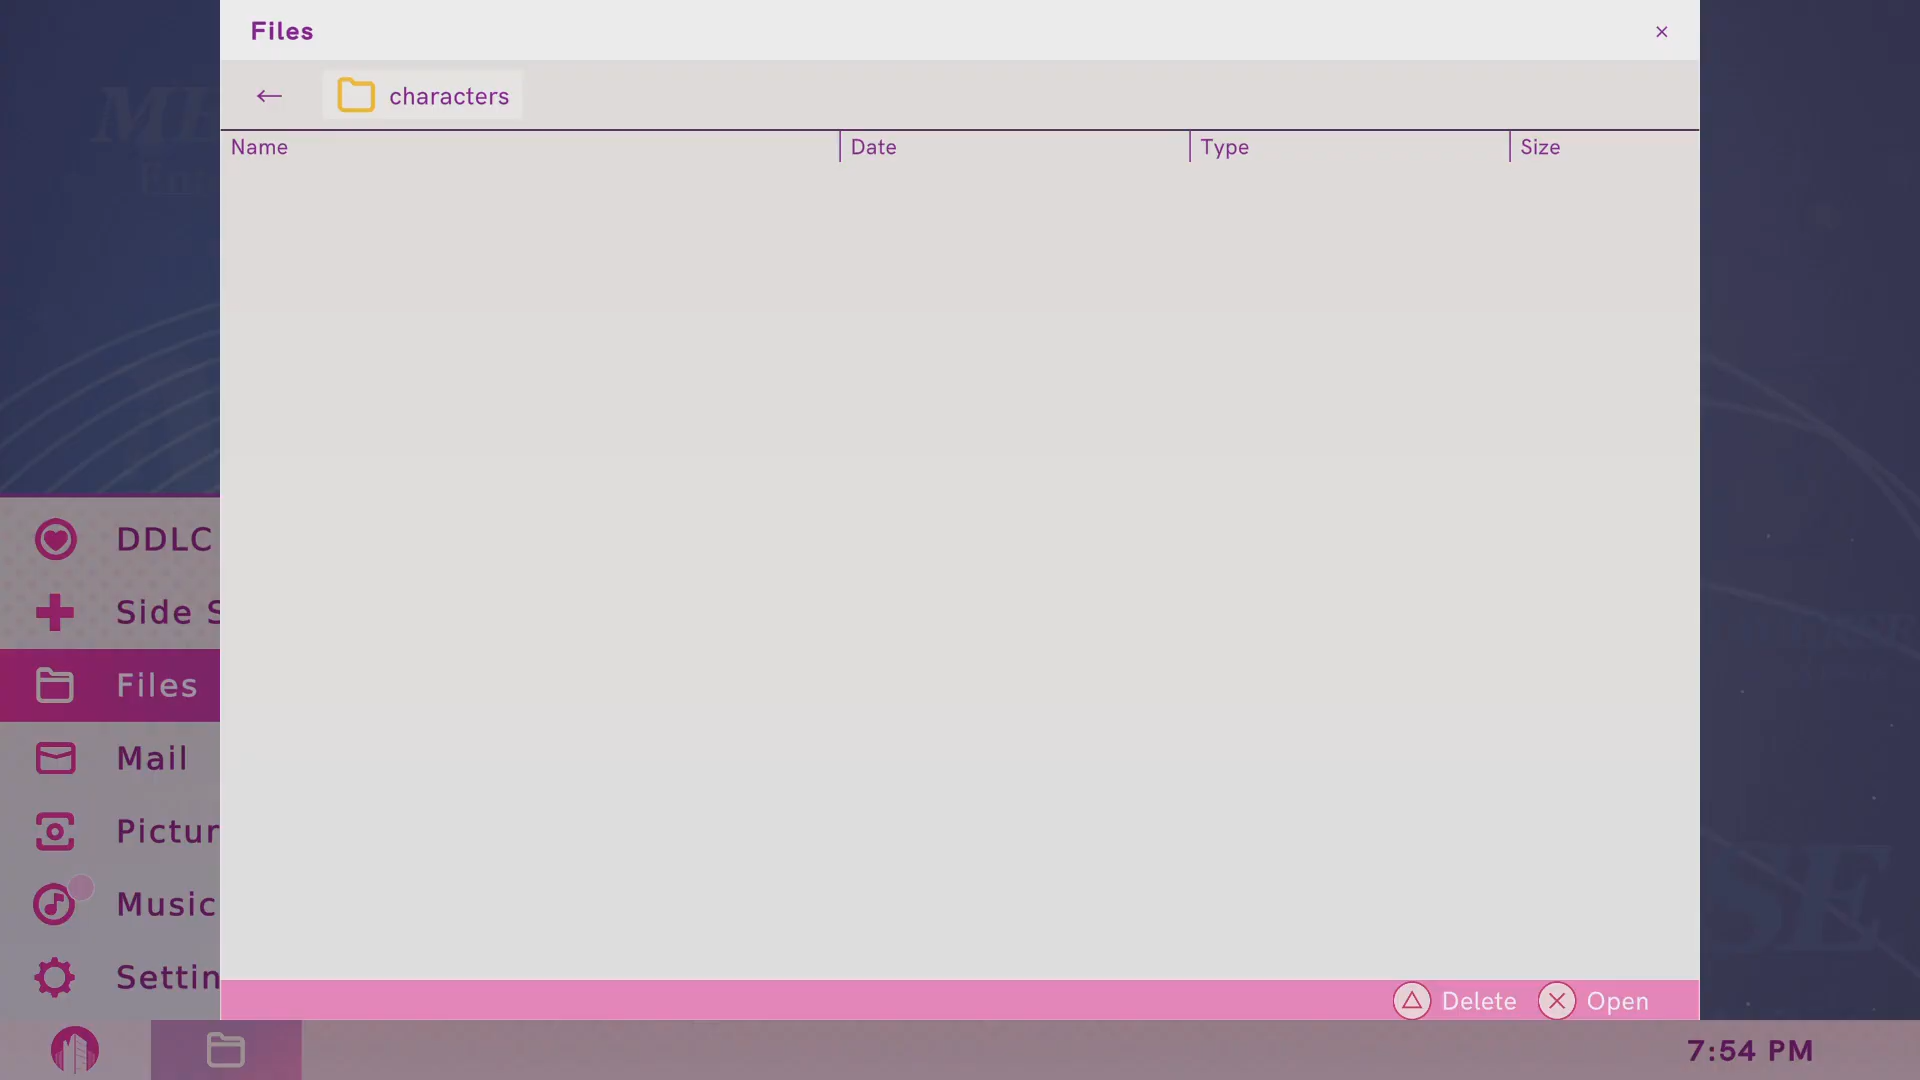 Files
characters
Name Date Type Size
DDLC
Side S
Files
Mail
Pictur
Music
Settin
Delete Open
7:54 PM